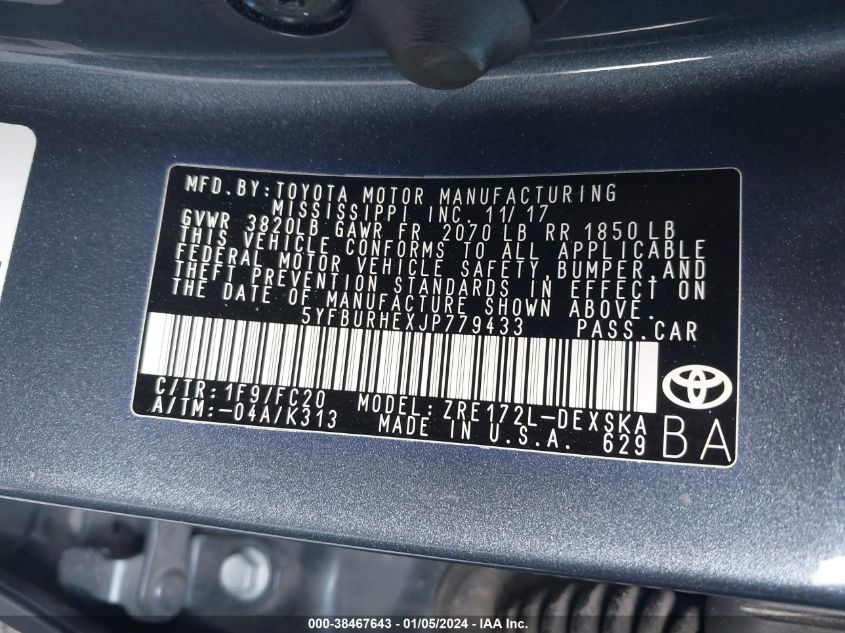 MFD.BY:TOYOTA MOTOR MANUFACTURING
MISSISSIPPI INC. 11/17
GVWR 3820LB GAWR FR 2070 LB RR 1850 LB
THIS VEHICLE CONFORMS TO ALL APPLICABLE
FEDERAL MOTOR VEHICLE SAFETY,BUMPER,AND
THEFT PREVENTION STANDARDS IN EFFECT ON
THE DATE OF MANUFACTURE SHOWN ABOVE.
5YFBURHEXJP779433 PASS.CAR
C/TR:1F9/FC20 MODEL:ZRE172L-DEXSKA
A/TM:-04A/K313 MADE IN U.S.A. 629
BA
000-38467643 - 01/05/2024 - IAA Inc.